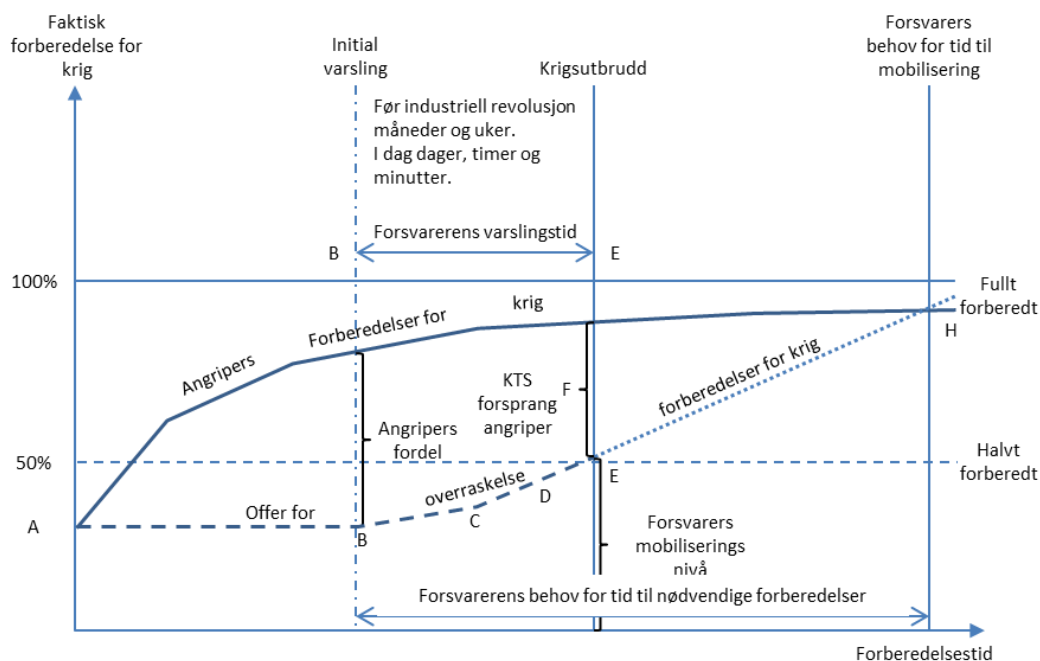 Faktisk
forberedelse for
krig
Initial
varsling
Krigsutbrudd
Forsvarers
behov for tid til
mobilisering
Før industriell revolusjon
måneder og uker.
I dag dager, timer og
minutter.
Forsvarerens varslingstid
B
E
100%
Fullt
forberedt
Angripers
Forberedelser for
krig
H
forberedelser for krig
KTS
forsprang
angriper
F
Angripers
fordel
50%
Halvt
forberedt
overraskelse
D
E
C
A
Offer for
B
Forsvarers
mobiliserings
nivå
Forsvarerens behov for tid til nødvendige forberedelser
Forberedelsestid